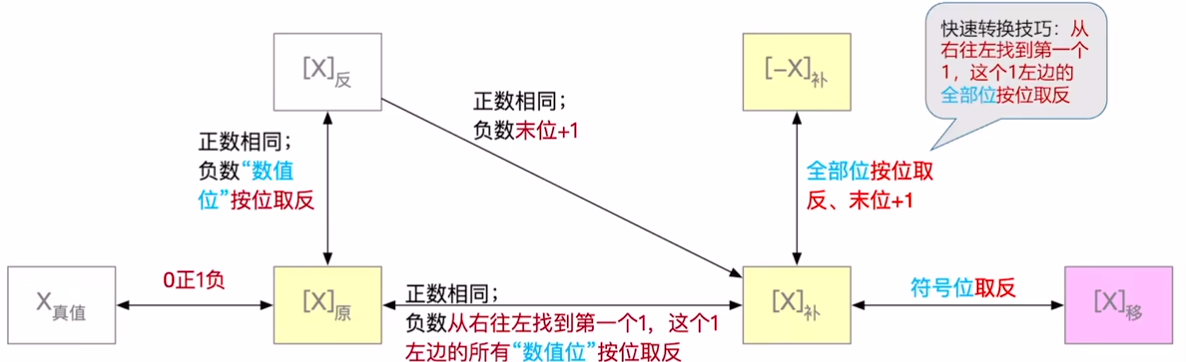 快速转换技巧：从
右往左找到第一个
1，这个1左边的
全部位按位取反
[X]反
[-X]补
正数相同；
负数末位+1
正数相同；
负数“数值
位”按位取反
全部位按位取
反、末位+1
X真值
0正1负
[X]原
正数相同；
负数从右往左找到第一个1，这个1
左边的所有“数值位”按位取反
[X]补
符号位取反
[X]移